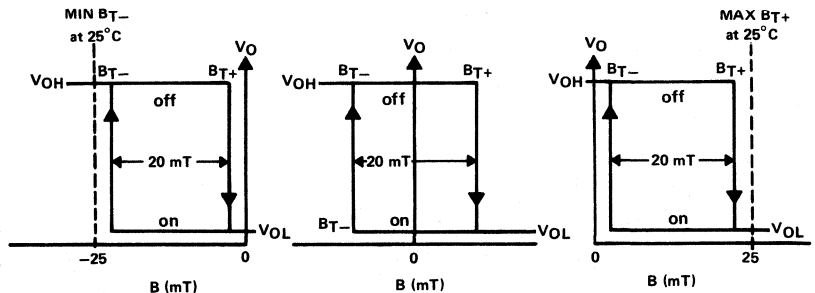 MIN BT−
at 25°C
VO
VOH
BT−
BT+
off
20 mT
on
VOL
−25
0
B (mT)
VO
VOH
BT−
BT+
off
20 mT
BT−
on
VOL
0
B (mT)
MAX BT+
at 25°C
VO
VOH
BT−
BT+
off
20 mT
on
VOL
0
25
B (mT)